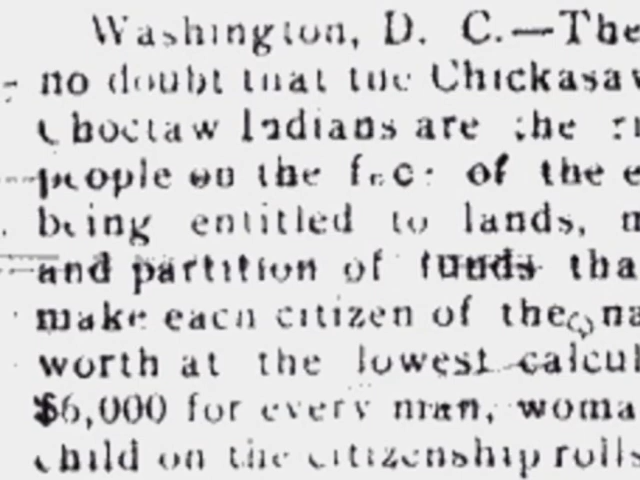 Washington, D. C.—The
no doubt that the Chickasaw
Choctaw Indians are the
people on the face of the
being entitled to lands,
and partition of funds tha
make each citizen of the na
worth at the lowest calcul
$6,000 for every man, woma
child on the citizenship rolls